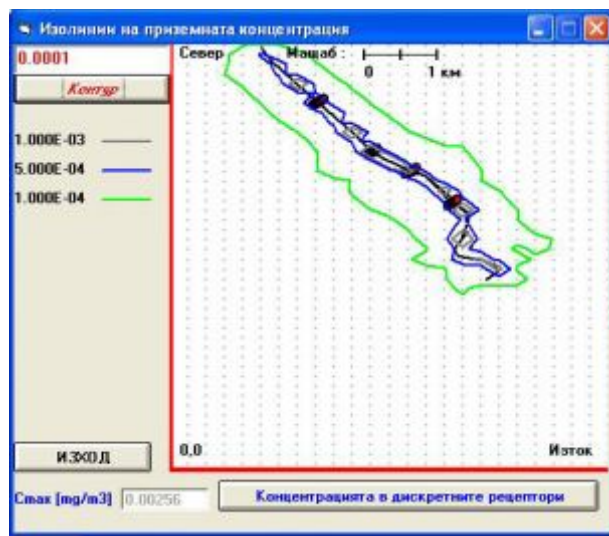 Изолинии на приземната концентрация
0.0001
Контур
1.000E-03
5.000E-04
1.000E-04
Север
Мащаб :
0 1 км
0,0
Изток
ИЗХОД
Cmax [mg/m3] 0.00256
Концентрацията в дискретните рецептори